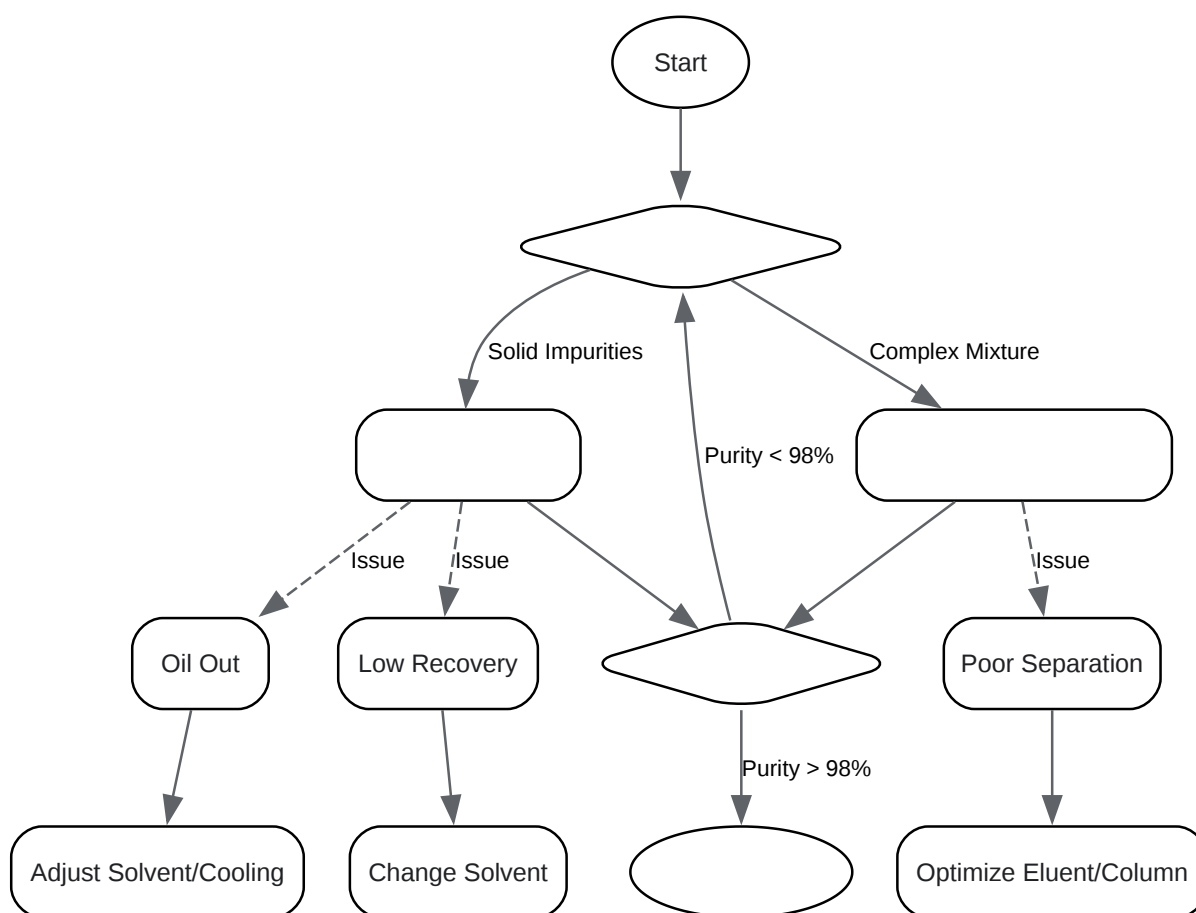 Start
Solid Impurities
Complex Mixture
Purity < 98%
Issue
Issue
Issue
Oil Out
Low Recovery
Poor Separation
Purity > 98%
Adjust Solvent/Cooling
Change Solvent
Optimize Eluent/Column